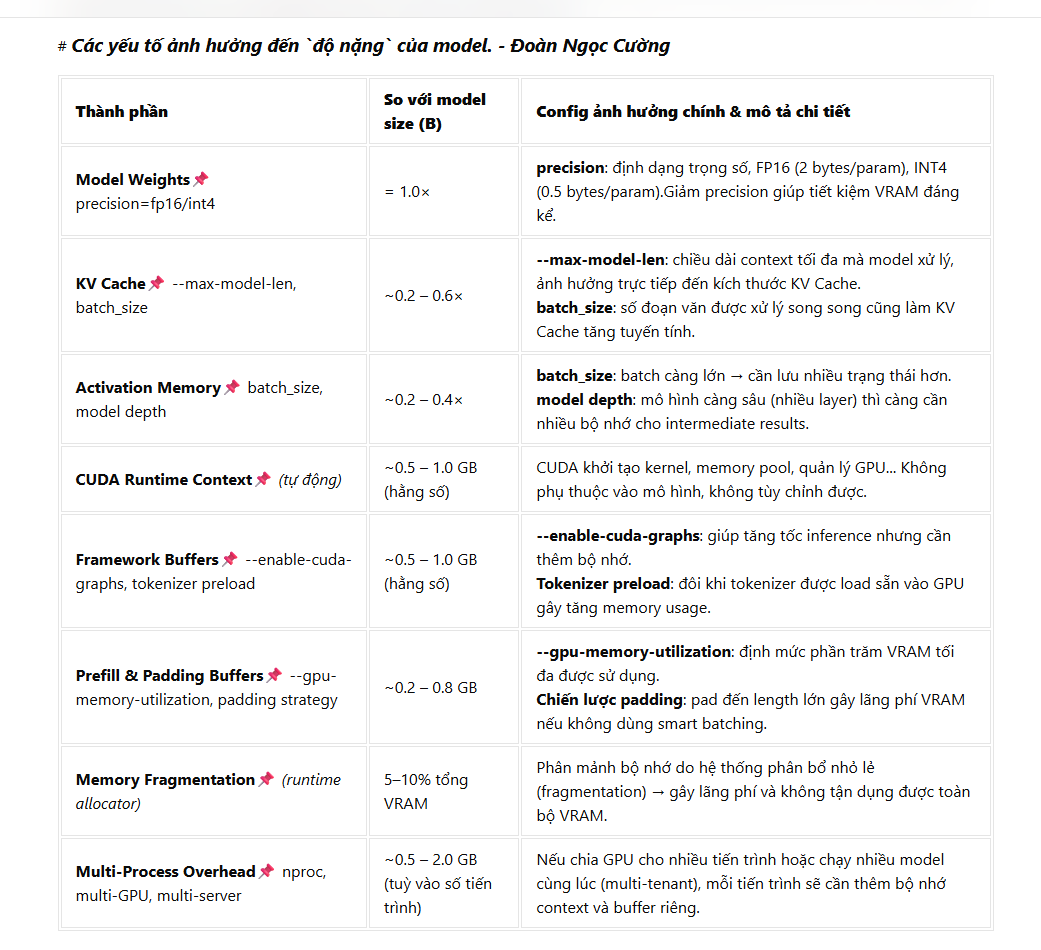 # Các yếu tố ảnh hưởng đến `độ nặng` của model. - Đoàn Ngọc Cường
Thành phần
So với model
size (B)
Config ảnh hưởng chính & mô tả chi tiết
Model Weights📌
precision=fp16/int4
= 1.0×
precision: định dạng trọng số, FP16 (2 bytes/param), INT4
(0.5 bytes/param).Giảm precision giúp tiết kiệm VRAM đáng
kể.
KV Cache📌 --max-model-len,
batch_size
~0.2 – 0.6×
--max-model-len: chiều dài context tối đa mà model xử lý,
ảnh hưởng trực tiếp đến kích thước KV Cache.
batch_size: số đoạn văn được xử lý song song cũng làm KV
Cache tăng tuyến tính.
Activation Memory📌 batch_size,
model depth
~0.2 – 0.4×
batch_size: batch càng lớn → cần lưu nhiều trạng thái hơn.
model depth: mô hình càng sâu (nhiều layer) thì càng cần
nhiều bộ nhớ cho intermediate results.
CUDA Runtime Context📌 (tự động)
~0.5 – 1.0 GB
(hằng số)
CUDA khởi tạo kernel, memory pool, quản lý GPU... Không
phụ thuộc vào mô hình, không tùy chỉnh được.
Framework Buffers📌 --enable-cuda-
graphs, tokenizer preload
~0.5 – 1.0 GB
(hằng số)
--enable-cuda-graphs: giúp tăng tốc inference nhưng cần
thêm bộ nhớ.
Tokenizer preload: đôi khi tokenizer được load sẵn vào GPU
gây tăng memory usage.
Prefill & Padding Buffers📌 --gpu-
memory-utilization, padding strategy
~0.2 – 0.8 GB
--gpu-memory-utilization: định mức phần trăm VRAM tối
đa được sử dụng.
Chiến lược padding: pad đến length lớn gây lãng phí VRAM
nếu không dùng smart batching.
Memory Fragmentation📌 (runtime
allocator)
5–10% tổng
VRAM
Phân mảnh bộ nhớ do hệ thống phân bổ nhỏ lẻ
(fragmentation) → gây lãng phí và không tận dụng được toàn
bộ VRAM.
Multi-Process Overhead📌 nproc,
multi-GPU, multi-server
~0.5 – 2.0 GB
(tuỳ vào số tiến
trình)
Nếu chia GPU cho nhiều tiến trình hoặc chạy nhiều model
cùng lúc (multi-tenant), mỗi tiến trình sẽ cần thêm bộ nhớ
context và buffer riêng.